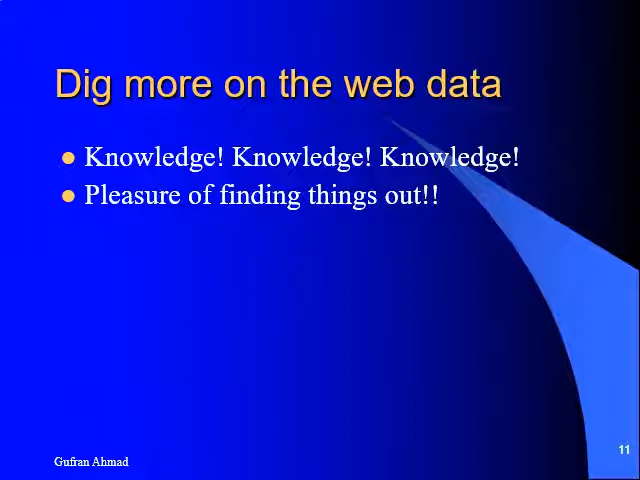 Dig more on the web data
Knowledge! Knowledge! Knowledge!
Pleasure of finding things out!!
11
Gufran Ahmad